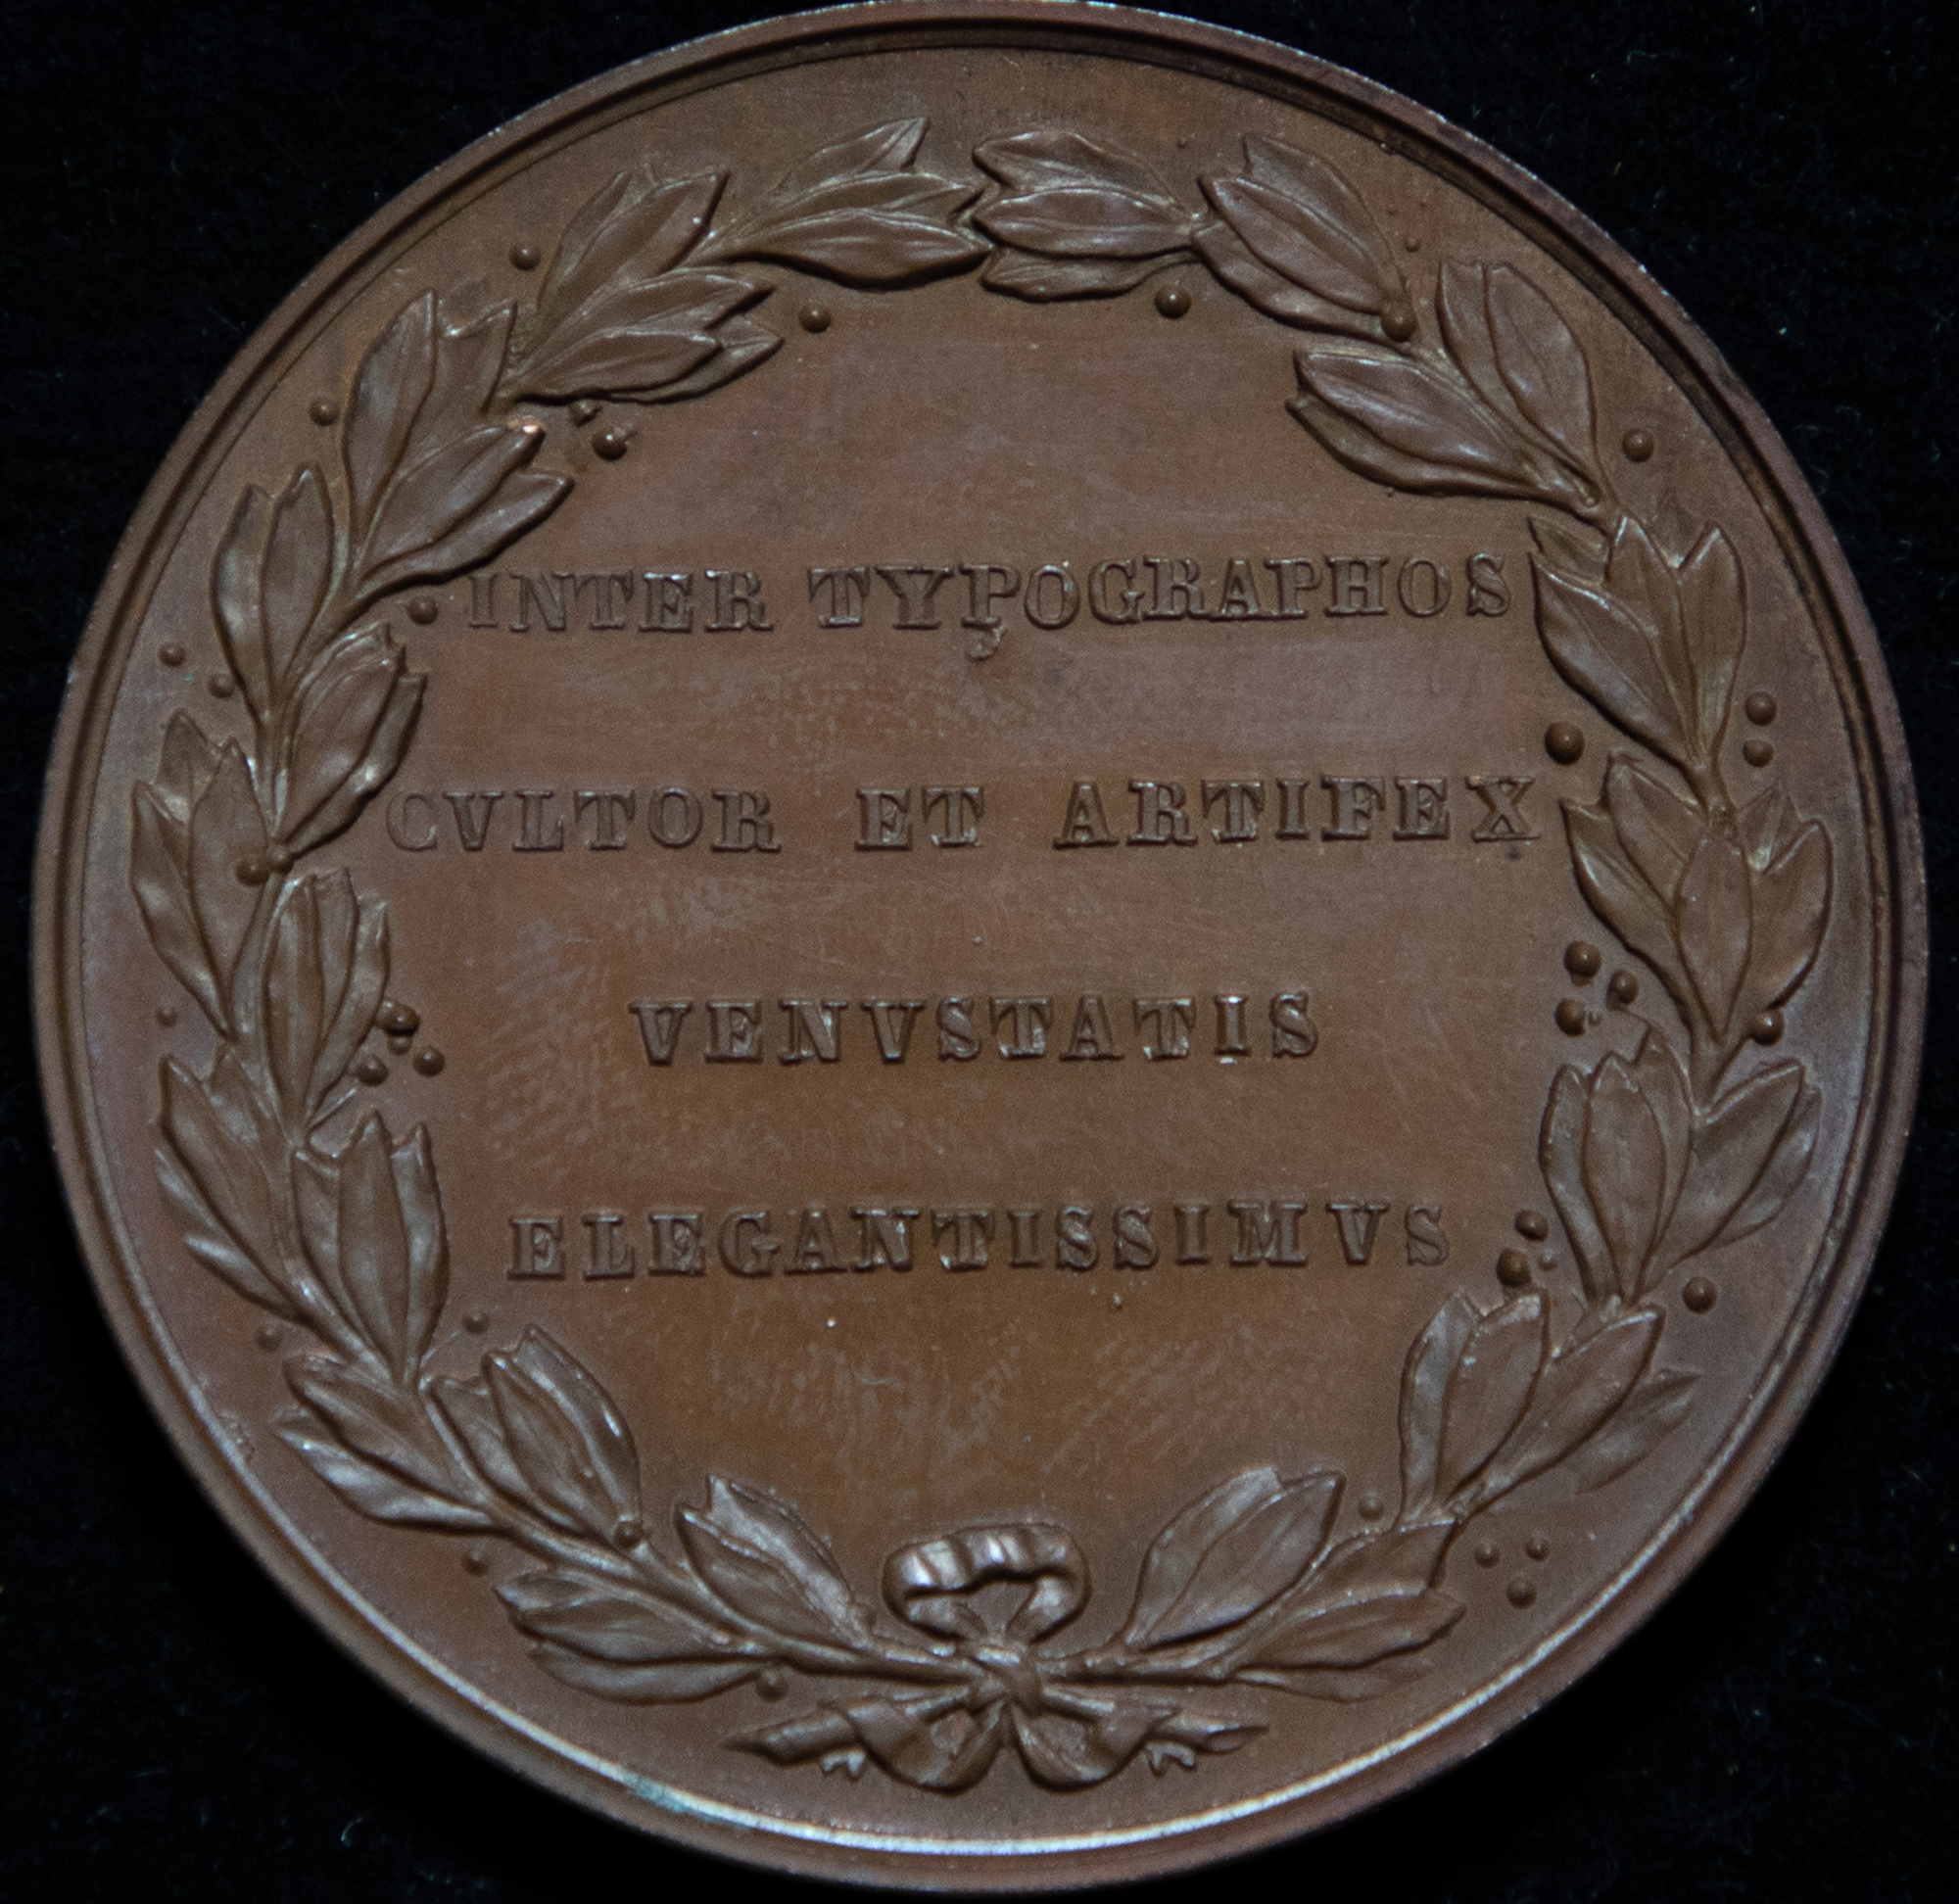 INTER TYPOGRAPHOS
CVLTOR ET ARTIFEX
VENVSTATIS
ELEGANTISSIMVS